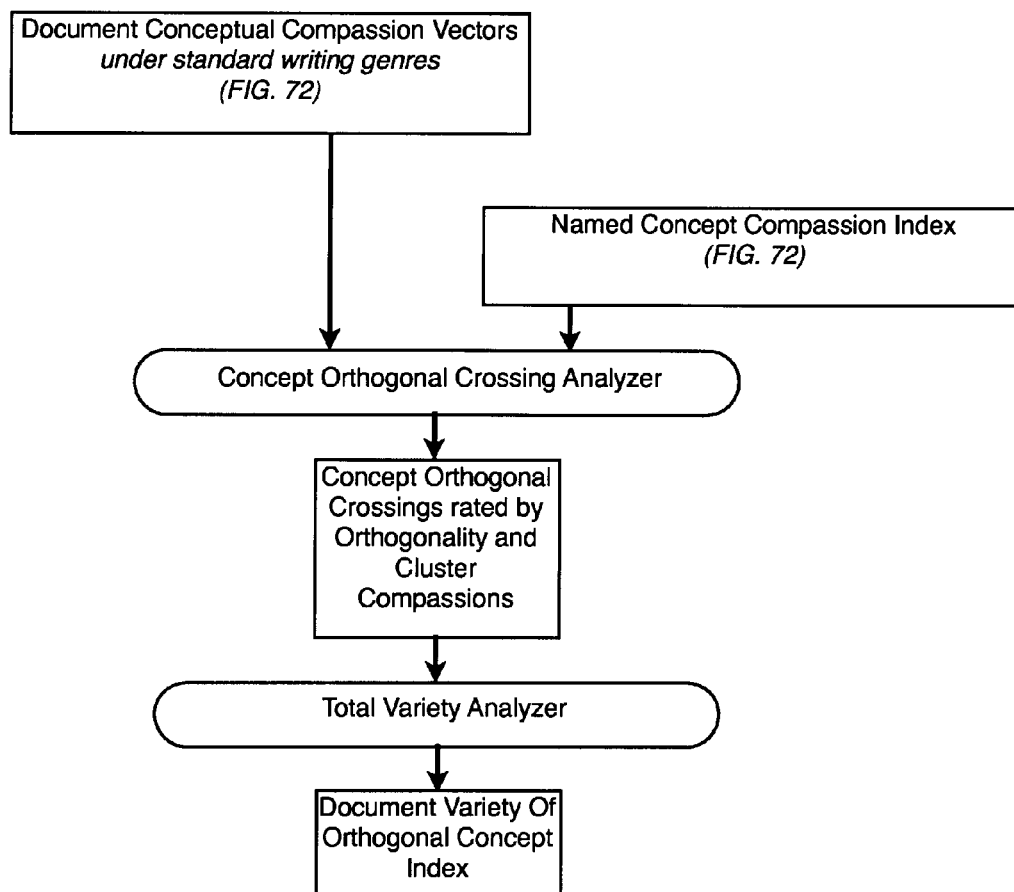 Document Conceptual Compassion Vectors
under standard writing genres
(FIG. 72)
Named Concept Compassion Index
(FIG. 72)
Concept Orthogonal Crossing Analyzer
Concept Orthogonal
Crossings rated by
Orthogonality and
Cluster
Compassions
Total Variety Analyzer
Document Variety Of
Orthogonal Concept
Index